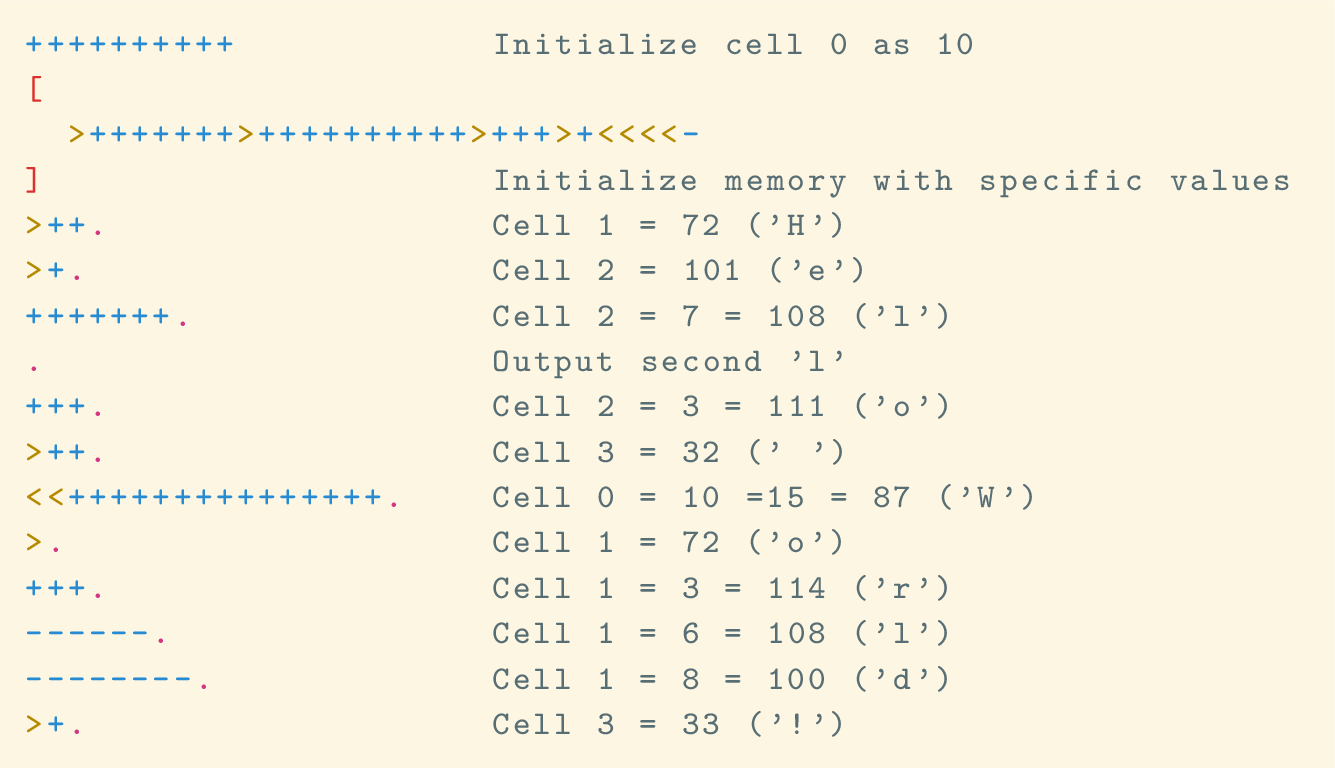 ++++++++++ Initialize cell 0 as 10
[
>+++++++>++++++++++>+++>+<<<<-
] Initialize memory with specific values
>++. Cell 1 = 72 ('H')
>+. Cell 2 = 101 ('e')
+++++++. Cell 2 = 7 = 108 ('l')
. Output second 'l'
+++. Cell 2 = 3 = 111 ('o')
>++. Cell 3 = 32 (' ')
<<+++++++++++++++. Cell 0 = 10 =15 = 87 ('W')
>. Cell 1 = 72 ('o')
+++. Cell 1 = 3 = 114 ('r')
------. Cell 1 = 6 = 108 ('l')
--------. Cell 1 = 8 = 100 ('d')
>+. Cell 3 = 33 ('!')